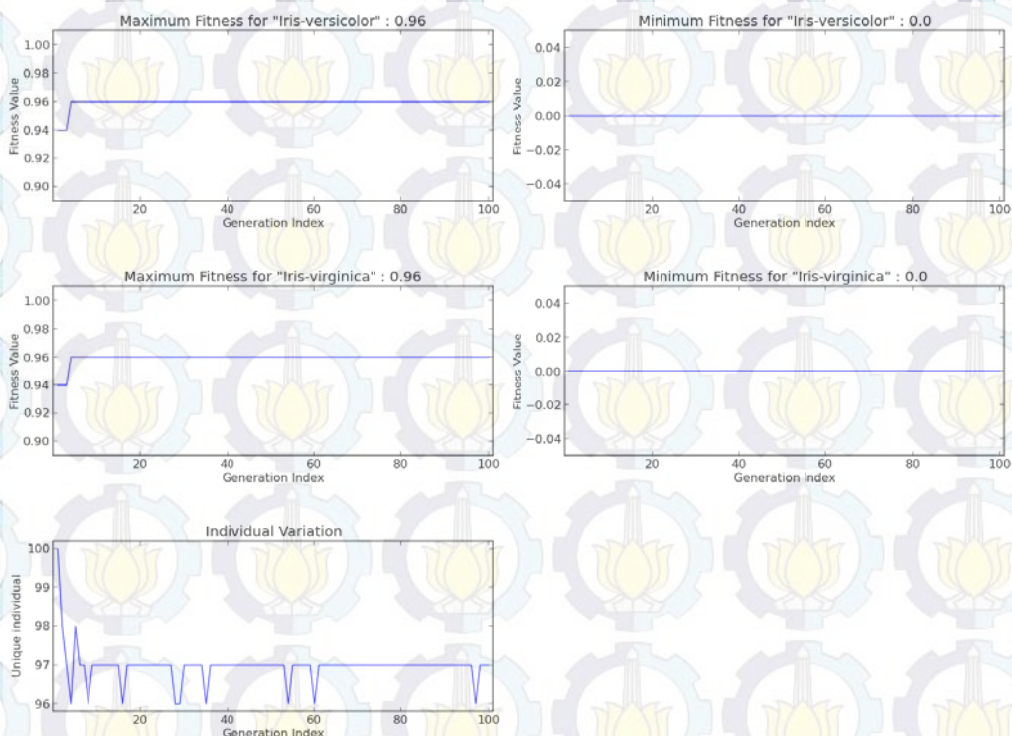 Maximum Fitness for "Iris-versicolor" : 0.96
Fitness Value
1.00
0.98
0.96
0.94
0.92
0.90
20 40 60 80 100
Generation Index
Minimum Fitness for "Iris-versicolor" : 0.0
Fitness Value
0.04
0.02
0.00
−0.02
−0.04
20 40 60 80 100
Generation Index
Maximum Fitness for "Iris-virginica" : 0.96
Fitness Value
1.00
0.98
0.96
0.94
0.92
0.90
20 40 60 80 100
Generation Index
Minimum Fitness for "Iris-virginica" : 0.0
Fitness Value
0.04
0.02
0.00
−0.02
−0.04
20 40 60 80 100
Generation Index
Individual Variation
Unique individual
100
99
98
97
96
20 40 60 80 100
Generation Index